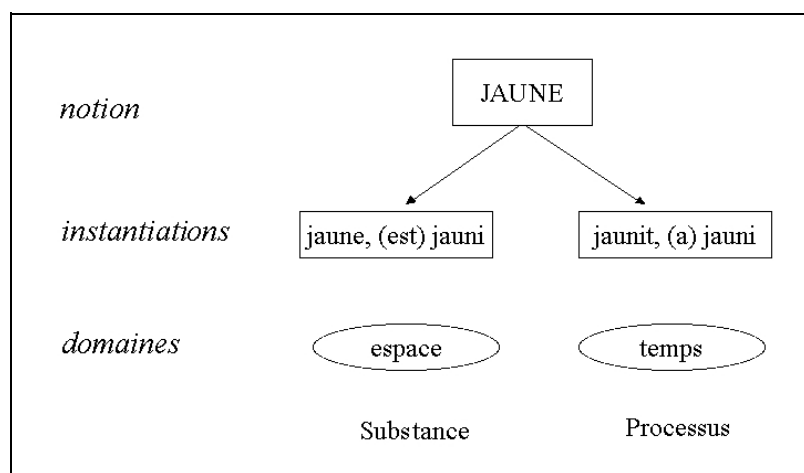 notion JAUNE
instantiations jaune, (est) jauni jaunit, (a) jauni
domaines espace temps
Substance Processus